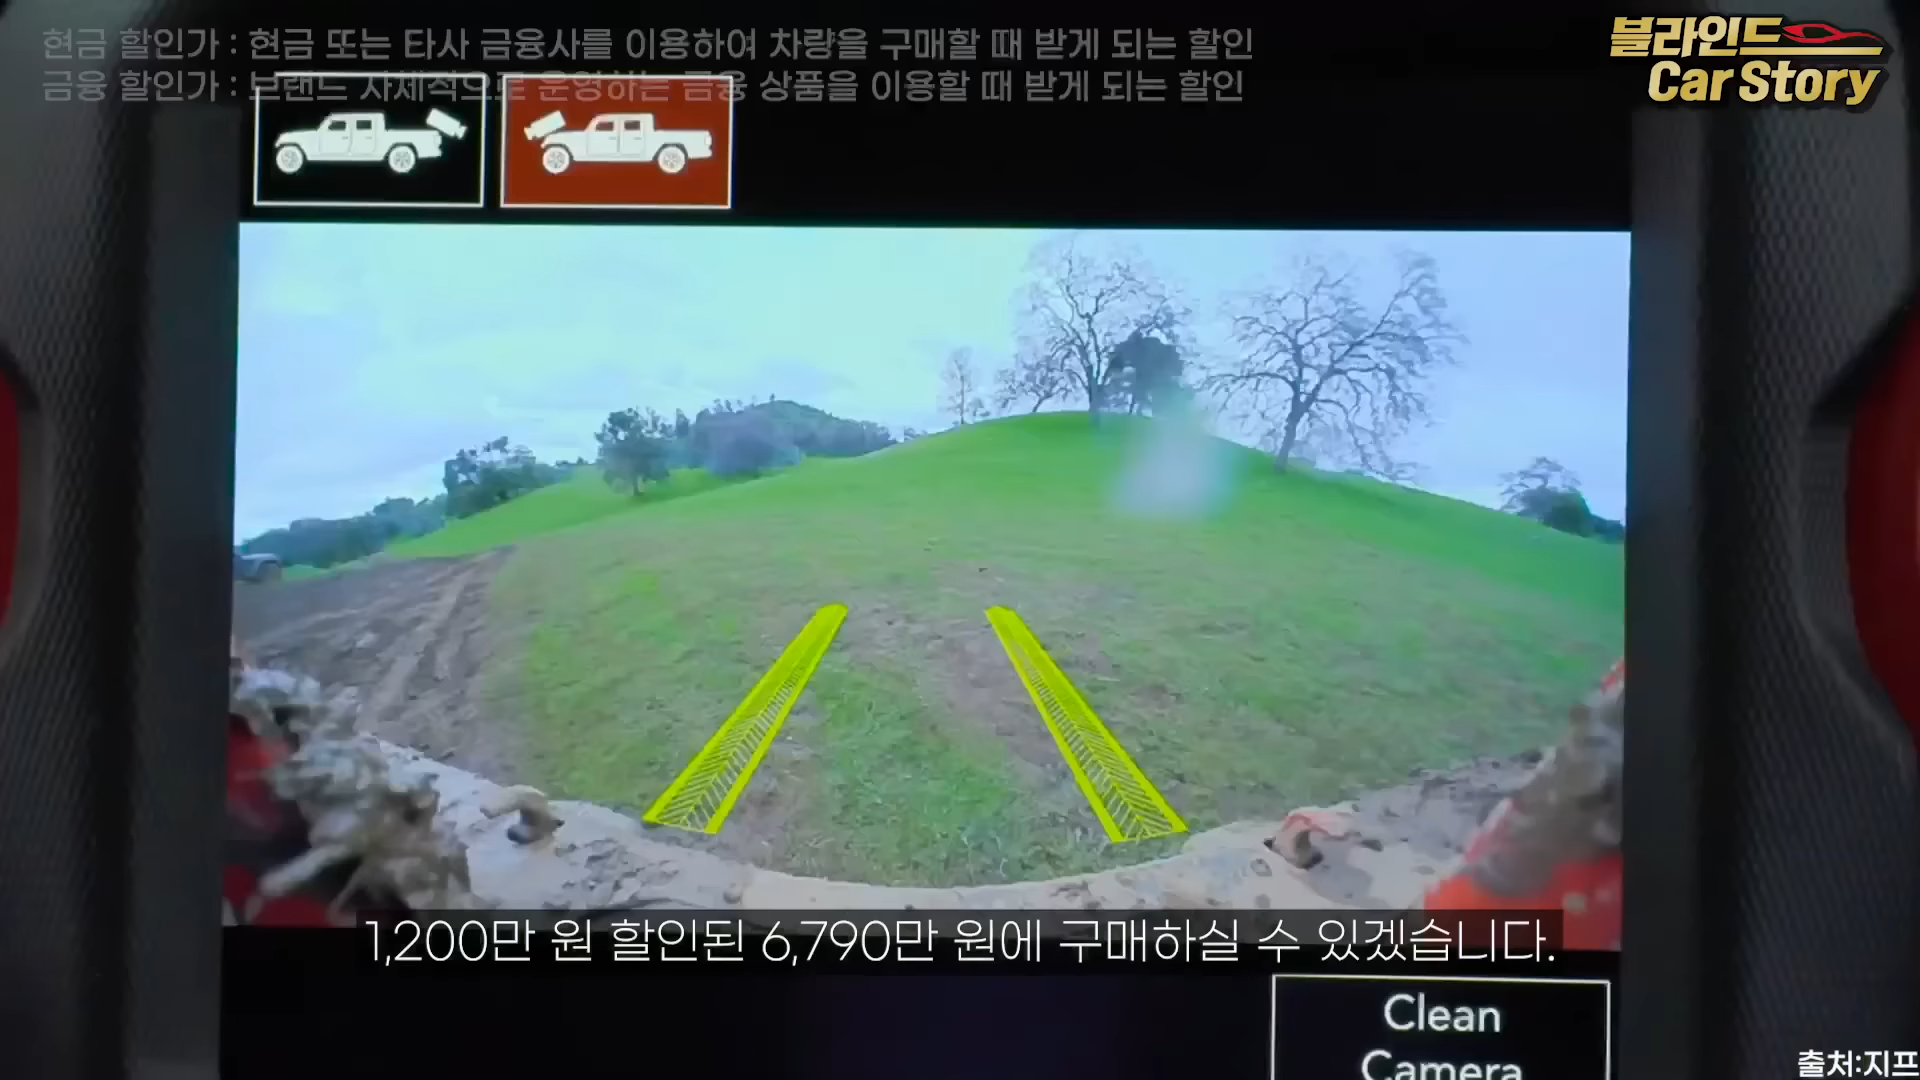 현금 할인가 : 현금 또는 타사 금융사를 이용하여 차량을 구매할 때 받게 되는 할인
금융 할인가 : 브랜드 자체적으로 운영하는 금융 상품을 이용할 때 받게 되는 할인
블라인드
Car Story
1,200만 원 할인된 6,790만 원에 구매하실 수 있겠습니다.
Clean
Camera
출처:지프